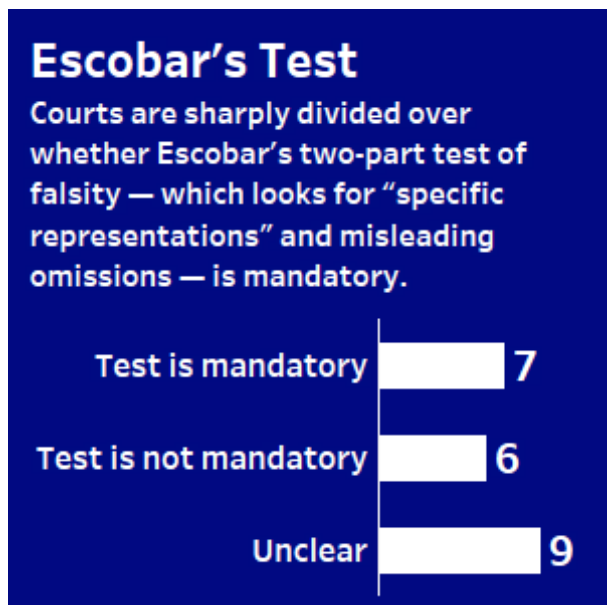 Escobar’s Test
Courts are sharply divided over
whether Escobar’s two-part test of
falsity — which looks for “specific
representations” and misleading
omissions — is mandatory.
Test is mandatory 7
Test is not mandatory 6
Unclear 9